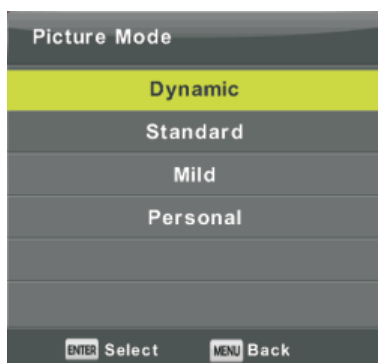 Picture Mode
Dynamic
Standard
Mild
Personal
ENTER Select MENU Back